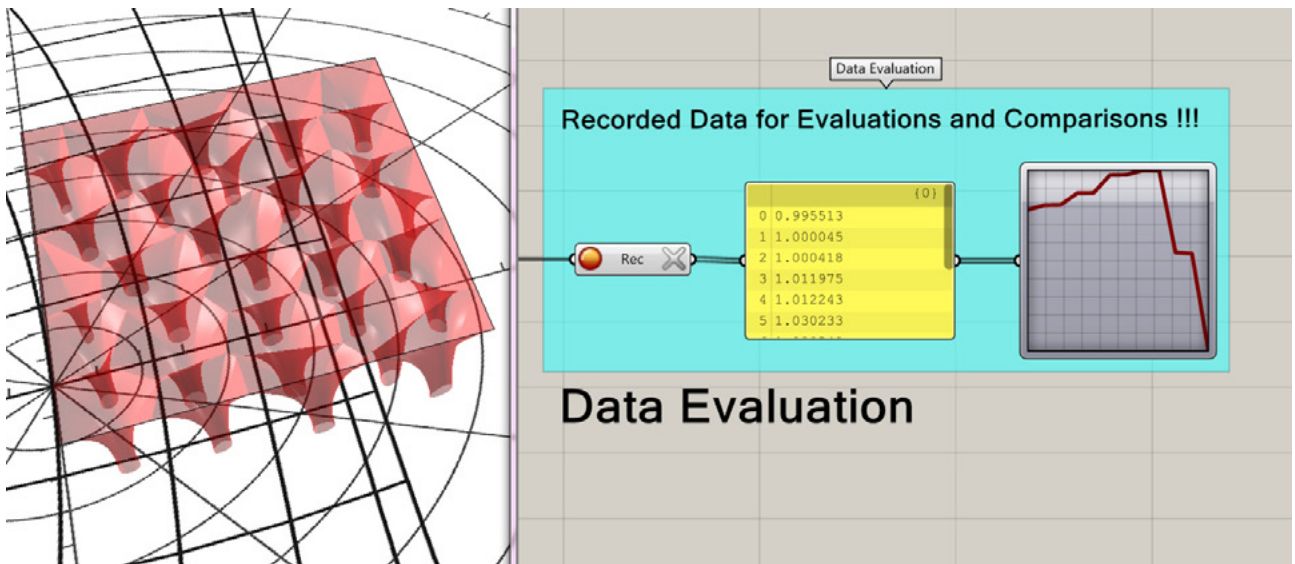 Data Evaluation
Recorded Data for Evaluations and Comparisons !!!
{0}
0 0.995513
1 1.000045
2 1.000418
3 1.011975
4 1.012243
5 1.030233
Rec
Data Evaluation